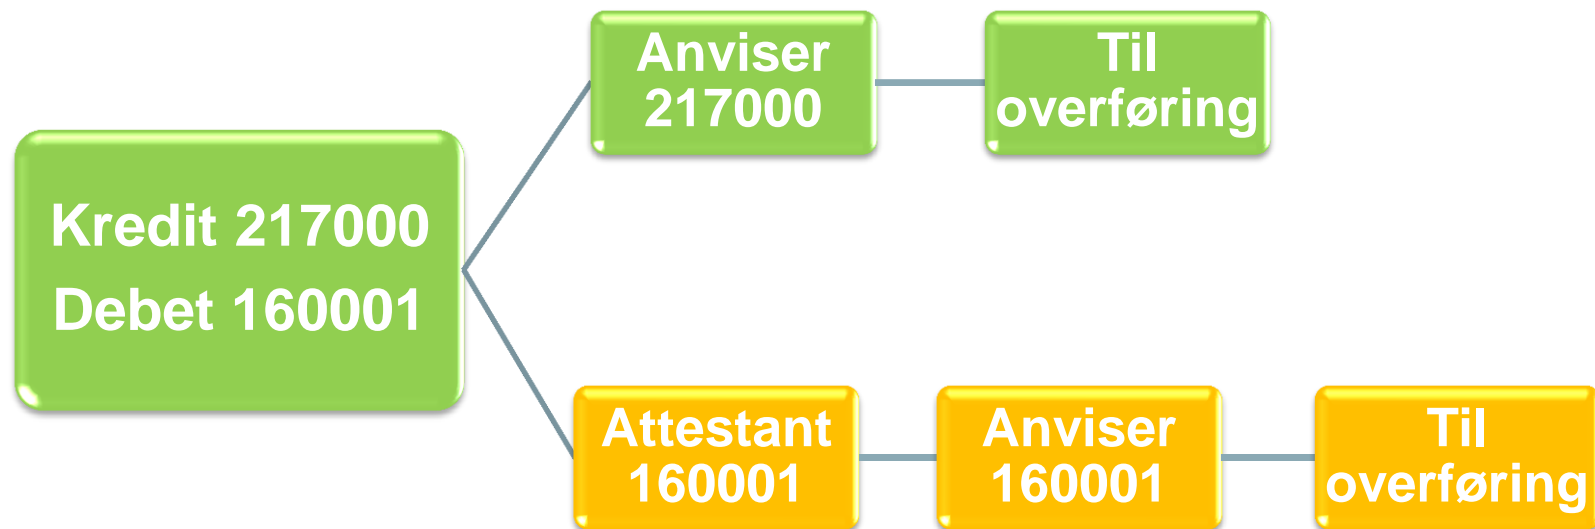 Kredit 217000
Debet 160001
Anviser
217000
Til
overføring
Attestant
160001
Anviser
160001
Til
overføring